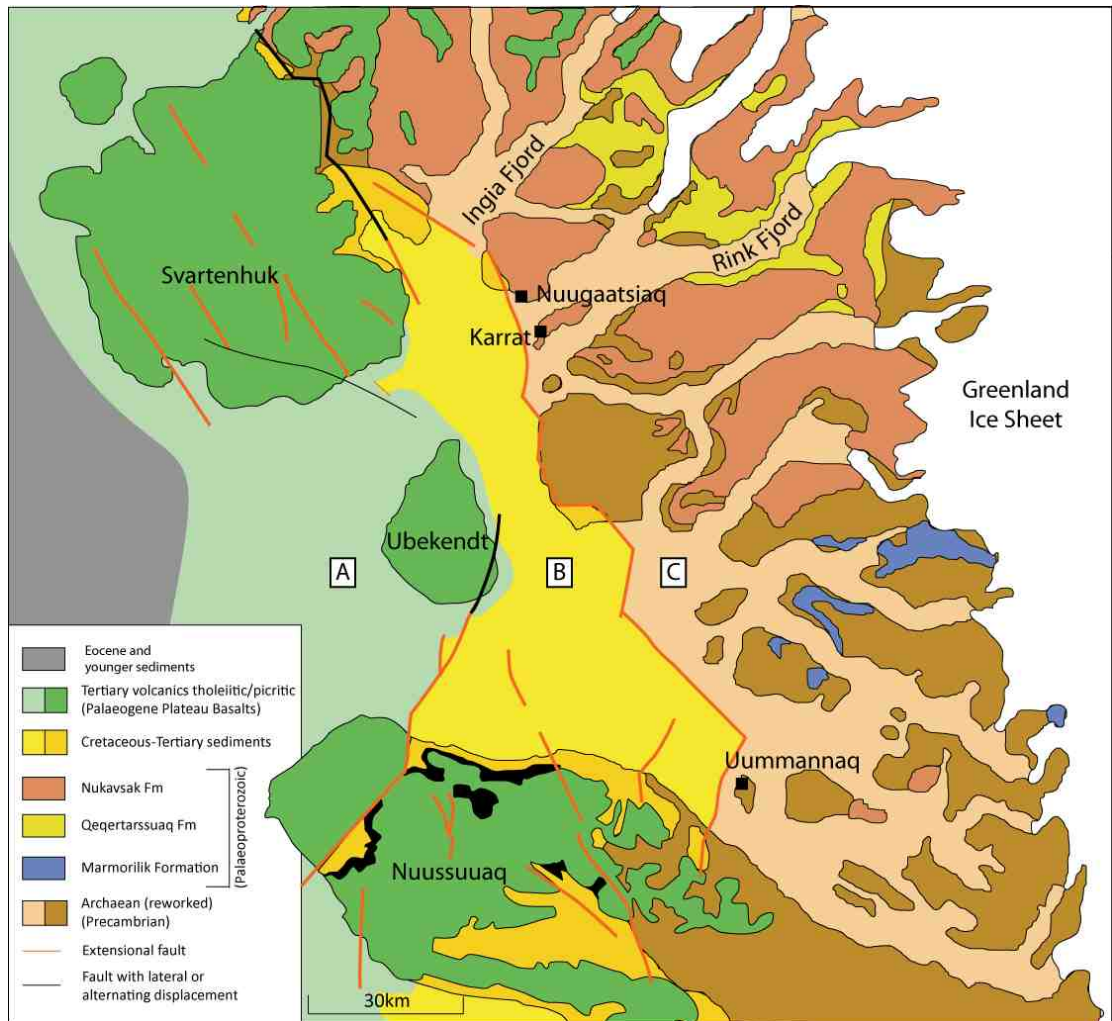 Ingia Fjord
Rink Fjord
Svartenhuk
Nuugaatsiaq
Karrat
Greenland
Ice Sheet
Ubekendt
A
B
C
Uummannaq
Nuussuuaq
Eocene and
younger sediments
Tertiary volcanics tholeiitic/picritic
(Palaeogene Plateau Basalts)
Cretaceous-Tertiary sediments
Nukavsak Fm
Qeqertarssuaq Fm
Marmorilik Formation
(Palaeoproterozoic)
Archaean (reworked)
(Precambrian)
Extensional fault
Fault with lateral or
alternating displacement
30km